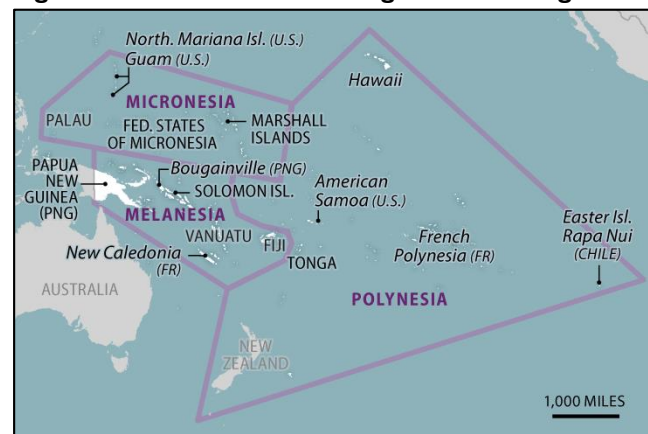 North. Mariana Isl. (U.S.)
Guam (U.S.)
Hawaii
MICRONESIA
PALAU
FED. STATES
OF MICRONESIA
MARSHALL
ISLANDS
PAPUA
NEW
GUINEA
(PNG)
Bougainville (PNG)
SOLOMON ISL.
American
Samoa (U.S.)
MELANESIA
VANUATU
FIJI
TONGA
New Caledonia
(FR)
French
Polynesia (FR)
Easter Isl.
Rapa Nui
(CHILE)
AUSTRALIA
POLYNESIA
NEW
ZEALAND
1,000 MILES